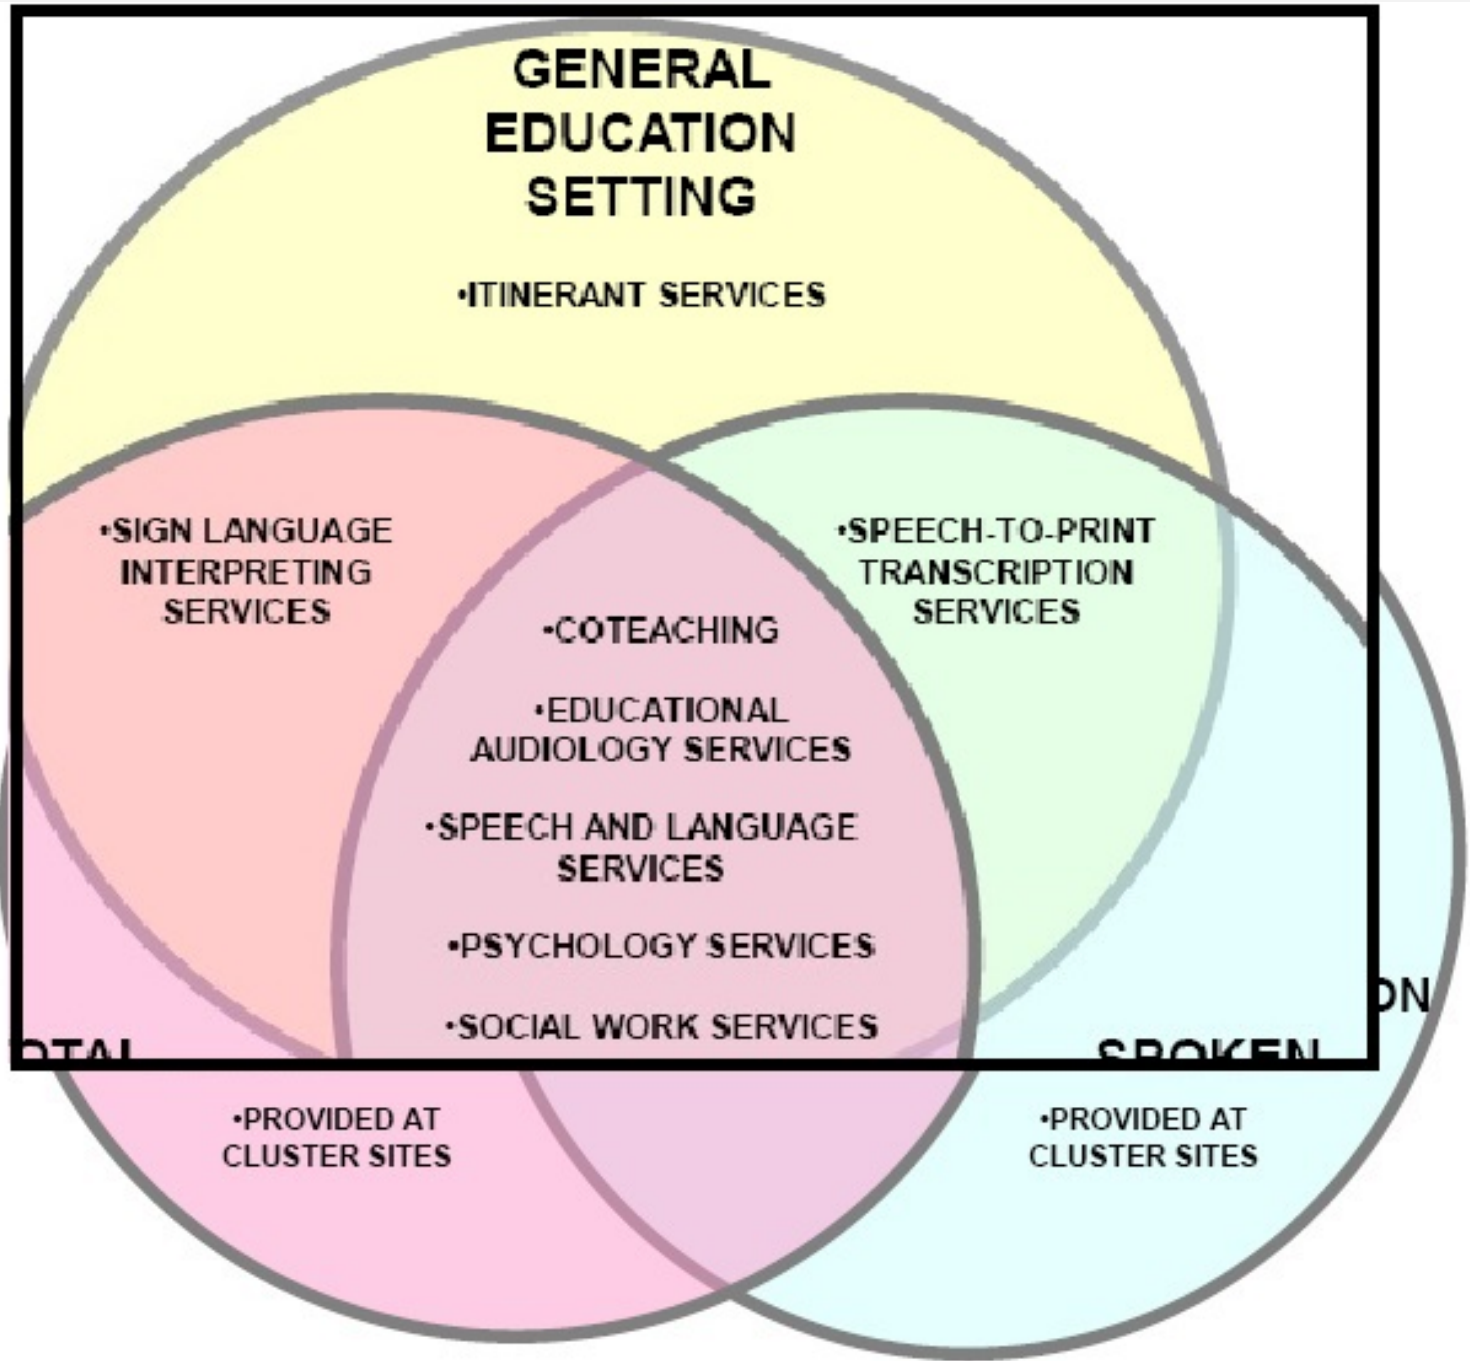 GENERAL
EDUCATION
SETTING
•ITINERANT SERVICES
•SIGN LANGUAGE
INTERPRETING
SERVICES
•SPEECH-TO-PRINT
TRANSCRIPTION
SERVICES
•COTEACHING
•EDUCATIONAL
AUDIOLOGY SERVICES
•SPEECH AND LANGUAGE
SERVICES
•PSYCHOLOGY SERVICES
•SOCIAL WORK SERVICES
SPOKEN
•PROVIDED AT
CLUSTER SITES
•PROVIDED AT
CLUSTER SITES